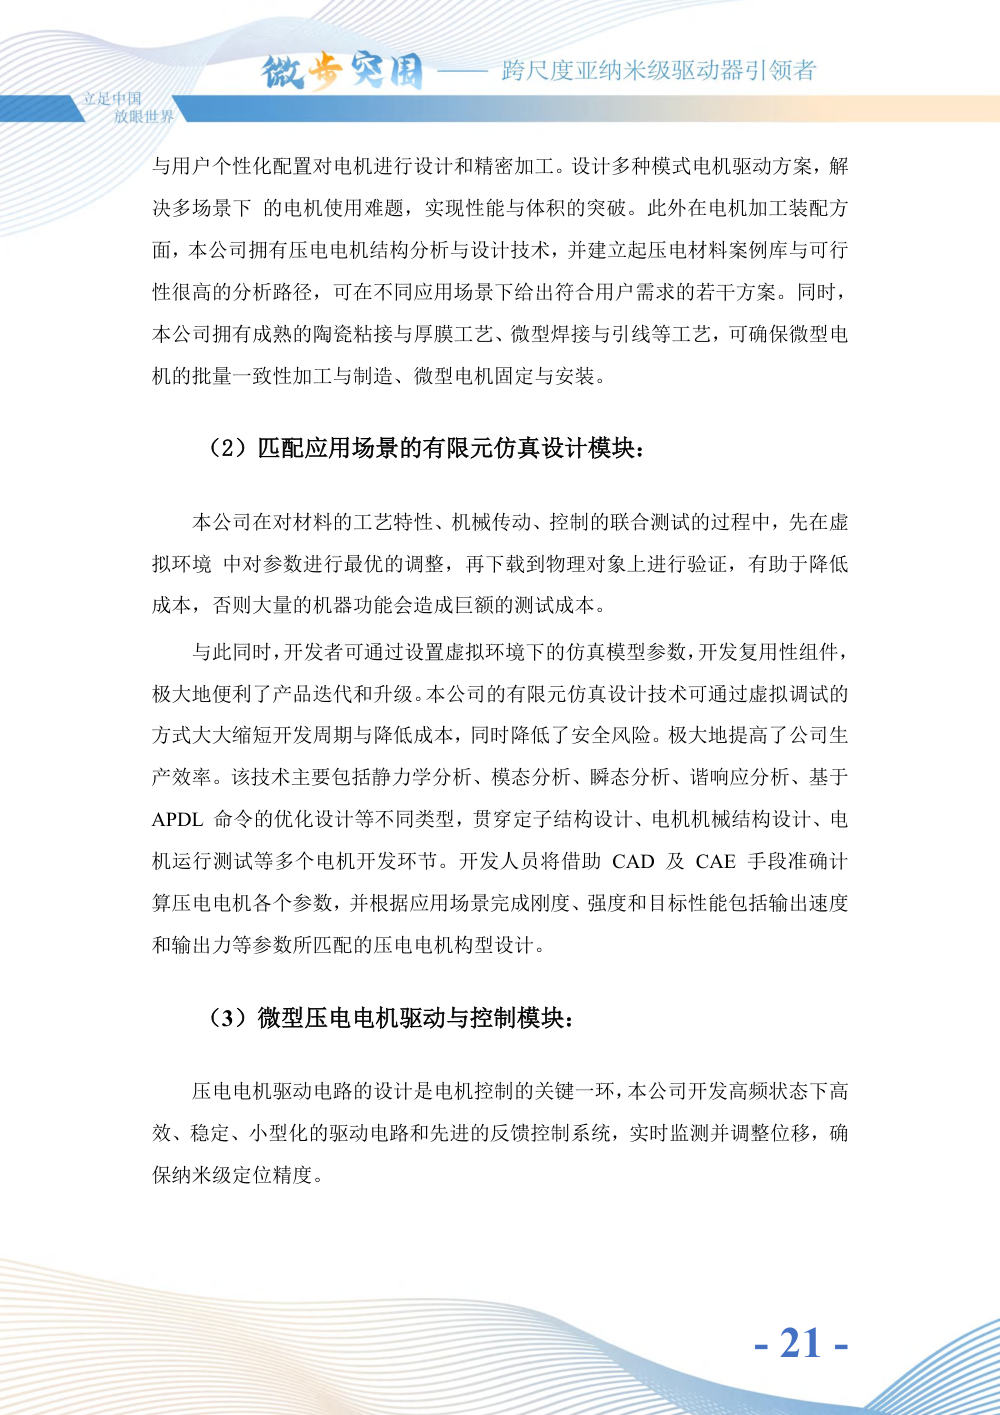 微步突围 —— 跨尺度亚纳米级驱动器引领者
立足中国
放眼世界
与用户个性化配置对电机进行设计和精密加工。设计多种模式电机驱动方案，解
决多场景下 的电机使用难题，实现性能与体积的突破。此外在电机加工装配方
面，本公司拥有压电电机结构分析与设计技术，并建立起压电材料案例库与可行
性很高的分析路径，可在不同应用场景下给出符合用户需求的若干方案。同时，
本公司拥有成熟的陶瓷粘接与厚膜工艺、微型焊接与引线等工艺，可确保微型电
机的批量一致性加工与制造、微型电机固定与安装。
（2）匹配应用场景的有限元仿真设计模块：
本公司在对材料的工艺特性、机械传动、控制的联合测试的过程中，先在虚
拟环境 中对参数进行最优的调整，再下载到物理对象上进行验证，有助于降低
成本，否则大量的机器功能会造成巨额的测试成本。
与此同时，开发者可通过设置虚拟环境下的仿真模型参数，开发复用性组件，
极大地便利了产品迭代和升级。本公司的有限元仿真设计技术可通过虚拟调试的
方式大大缩短开发周期与降低成本，同时降低了安全风险。极大地提高了公司生
产效率。该技术主要包括静力学分析、模态分析、瞬态分析、谐响应分析、基于
APDL 命令的优化设计等不同类型，贯穿定子结构设计、电机机械结构设计、电
机运行测试等多个电机开发环节。开发人员将借助 CAD 及 CAE 手段准确计
算压电电机各个参数，并根据应用场景完成刚度、强度和目标性能包括输出速度
和输出力等参数所匹配的压电电机构型设计。
（3）微型压电电机驱动与控制模块：
压电电机驱动电路的设计是电机控制的关键一环，本公司开发高频状态下高
效、稳定、小型化的驱动电路和先进的反馈控制系统，实时监测并调整位移，确
保纳米级定位精度。
- 21 -